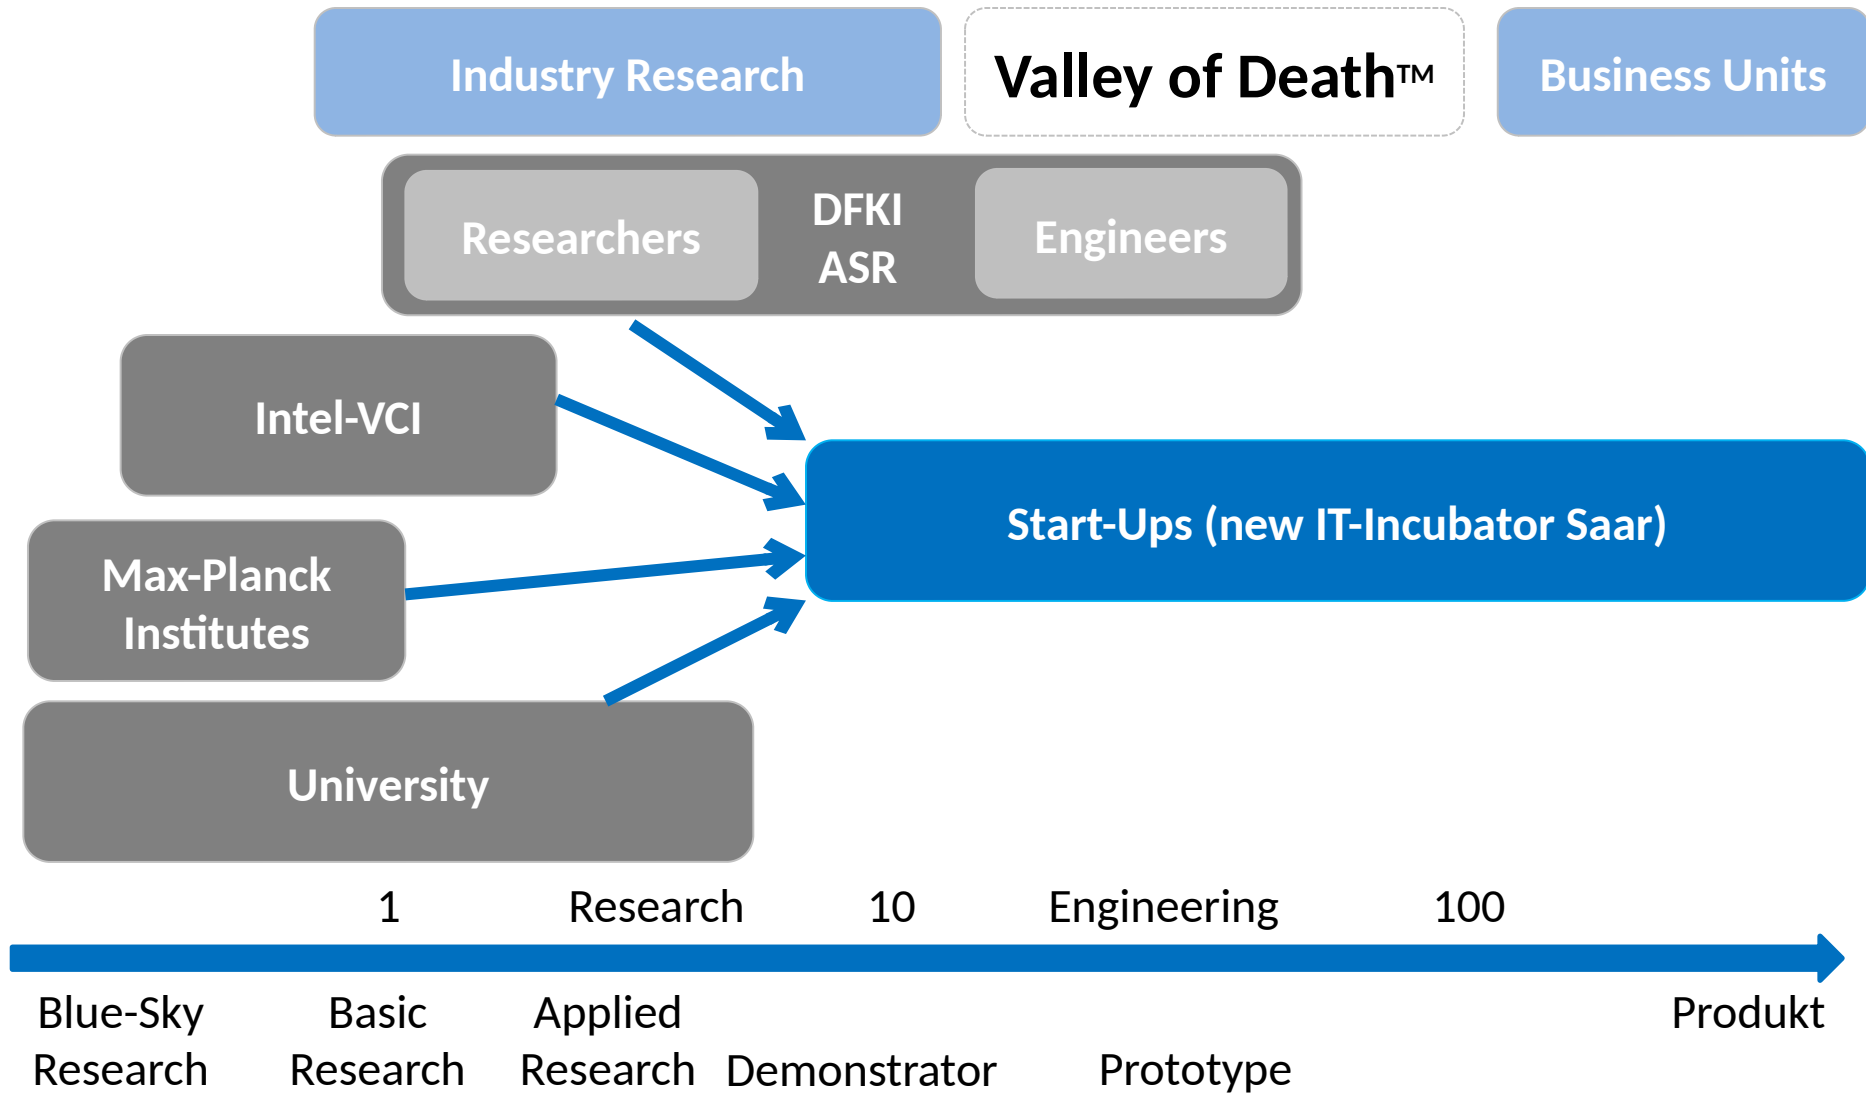 Industry Research
Valley of Death™
Business Units
Researchers
DFKI
ASR
Engineers
Intel-VCI
Start-Ups (new IT-Incubator Saar)
Max-Planck
Institutes
University
1
Research
10
Engineering
100
Blue-Sky
Research
Basic
Research
Applied
Research
Demonstrator
Prototype
Produkt